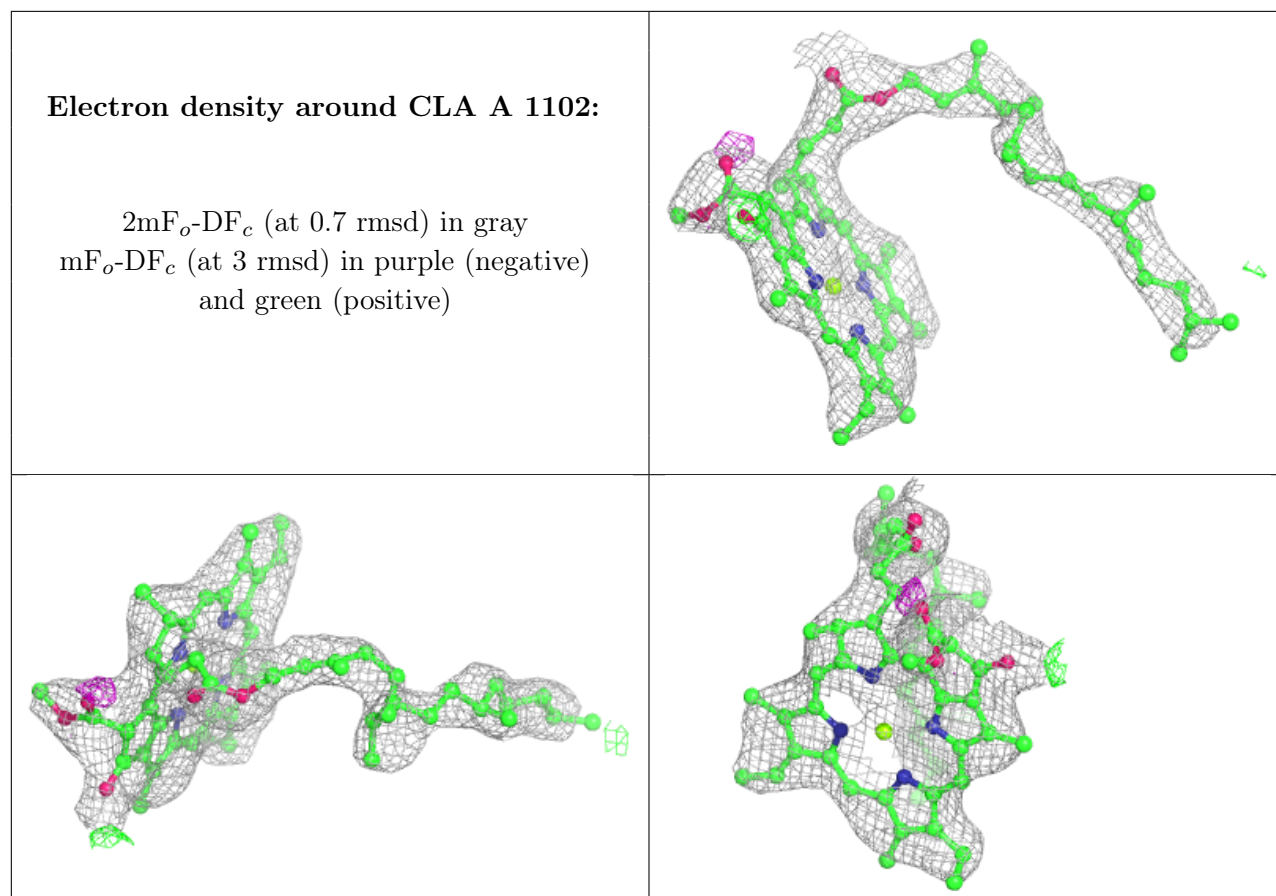 Electron density around CLA A 1102:
2mFo-DFc (at 0.7 rmsd) in gray
mFo-DFc (at 3 rmsd) in purple (negative)
and green (positive)